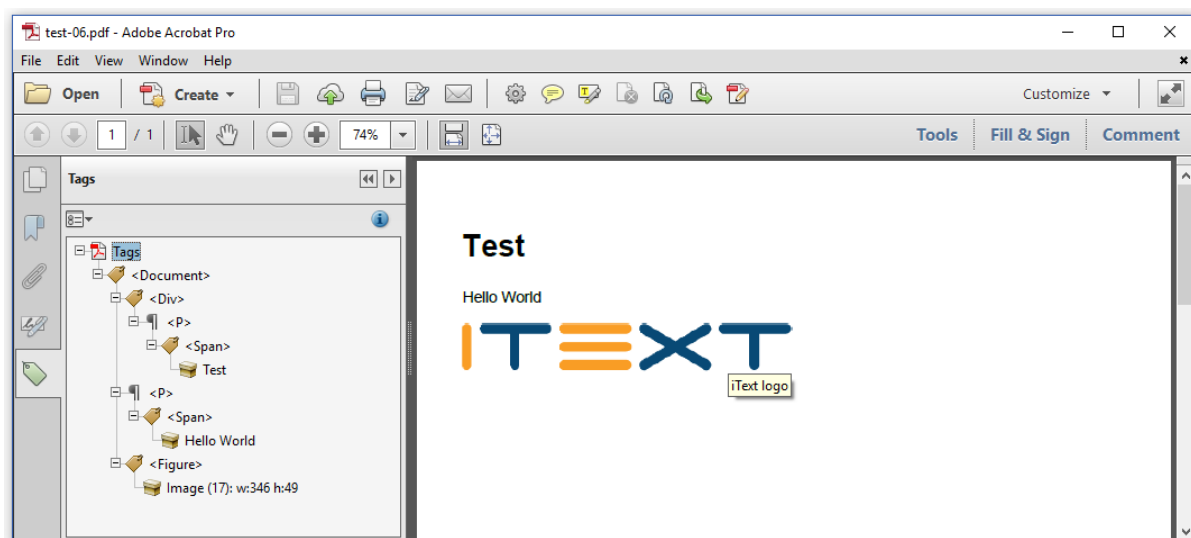 test-06.pdf - Adobe Acrobat Pro
File Edit View Window Help
Open Create Customize
1 / 1 74% Tools Fill & Sign Comment
Tags
Tags
<Document>
<Div>
<P>
<Span>
Test
<P>
<Span>
Hello World
<Figure>
Image (17): w:346 h:49
Test
Hello World
ITEXT
iText logo